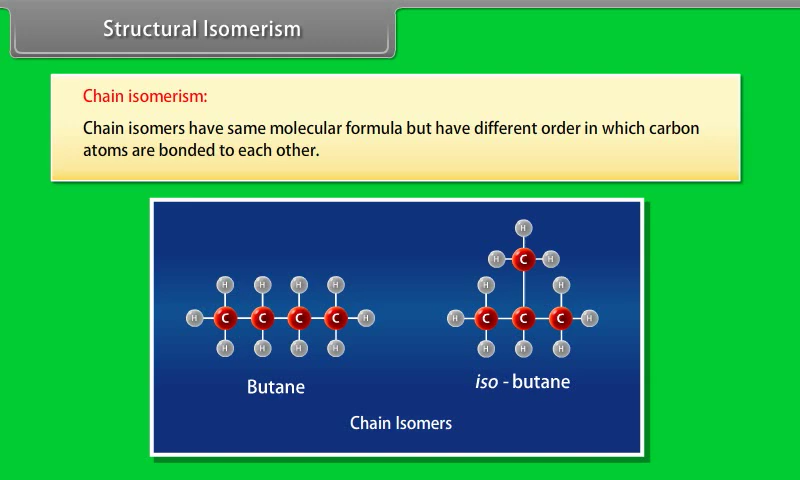 Structural Isomerism
Chain isomerism:
Chain isomers have same molecular formula but have different order in which carbon
atoms are bonded to each other.
H
H C H
H H H H H H
H C C C C H H C C C H
H H H H H H H
Butane iso - butane
Chain Isomers